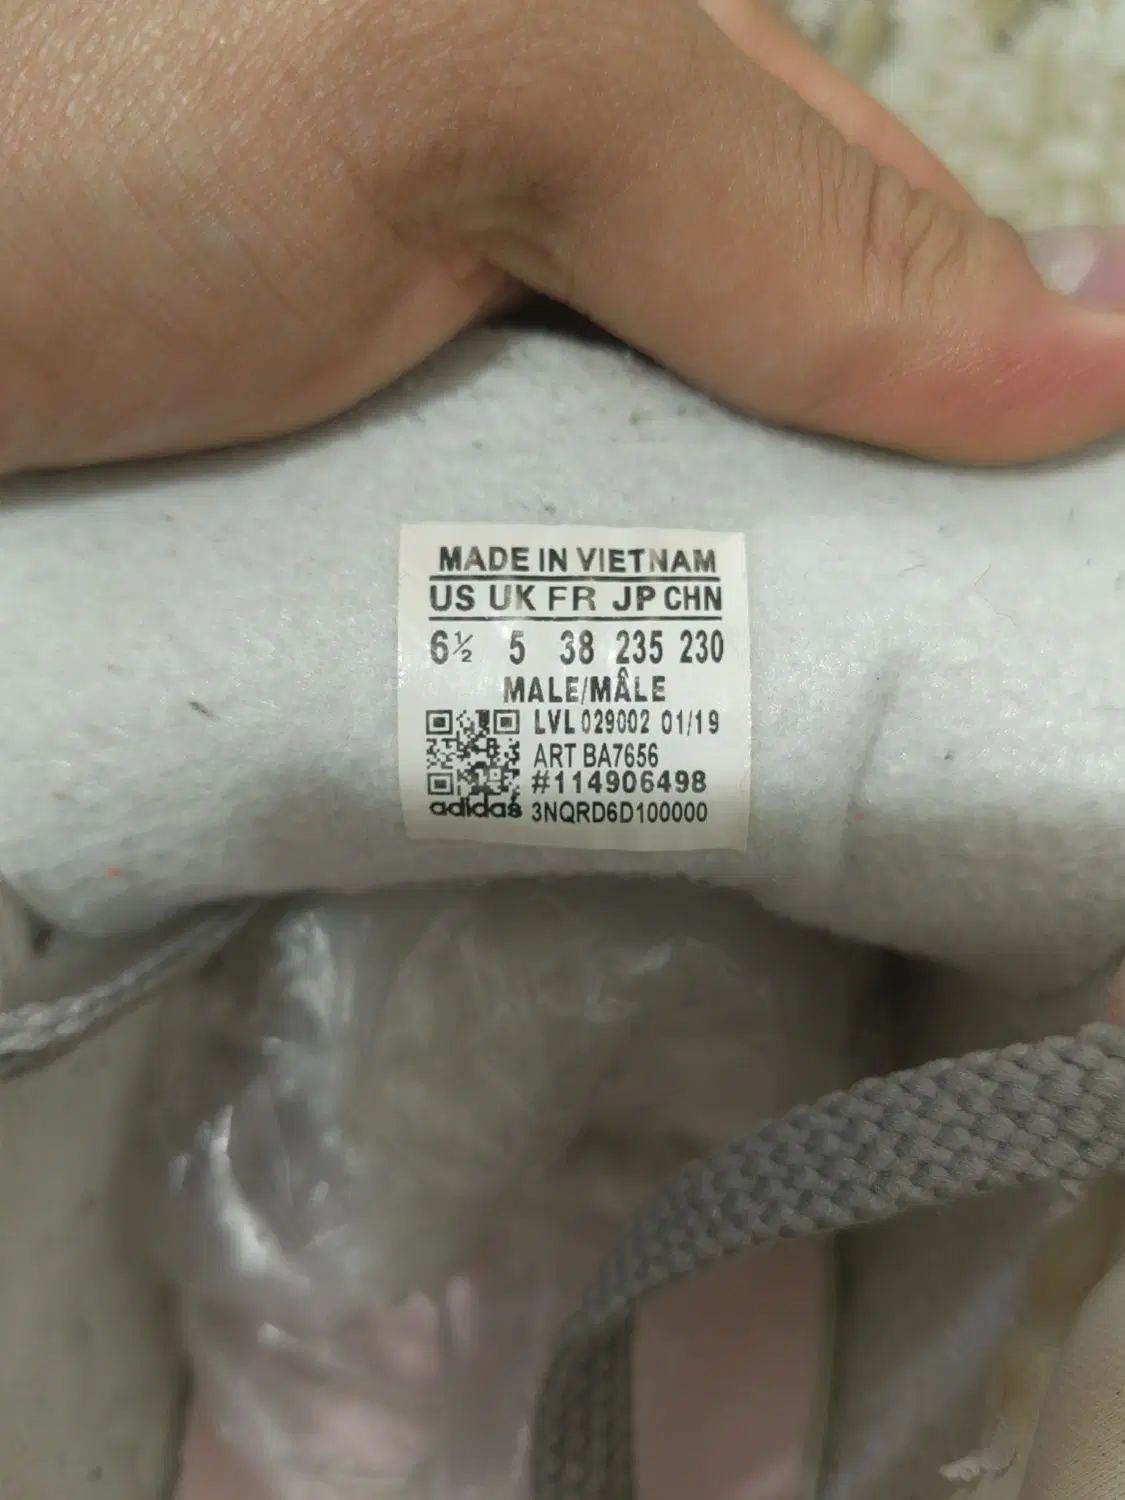 MADE IN VIETNAM
US UK FR JP CHN
6½ 5 38 235 230
MALE/MÂLE
LVL 029002 01/19
ART BA7656
#114906498
adidas 3NQRD6D100000